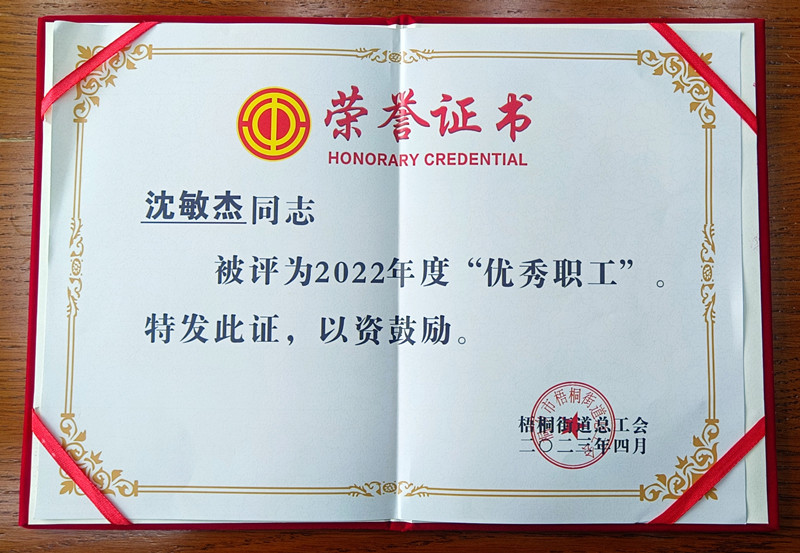 荣誉证书
HONORARY CREDENTIAL
沈敏杰同志
被评为2022年度“优秀职工”。
特发此证，以资鼓励。
梧桐街道总工会
二〇二三年四月